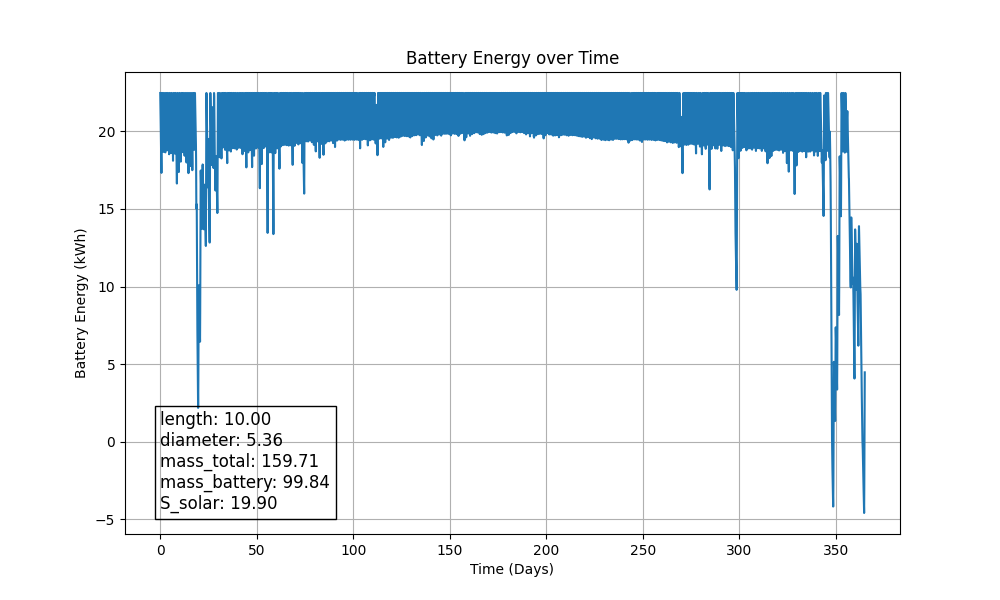 Battery Energy over Time
Battery Energy (kWh)
20
15
10
5
0
−5
length: 10.00
diameter: 5.36
mass_total: 159.71
mass_battery: 99.84
S_solar: 19.90
0 50 100 150 200 250 300 350
Time (Days)